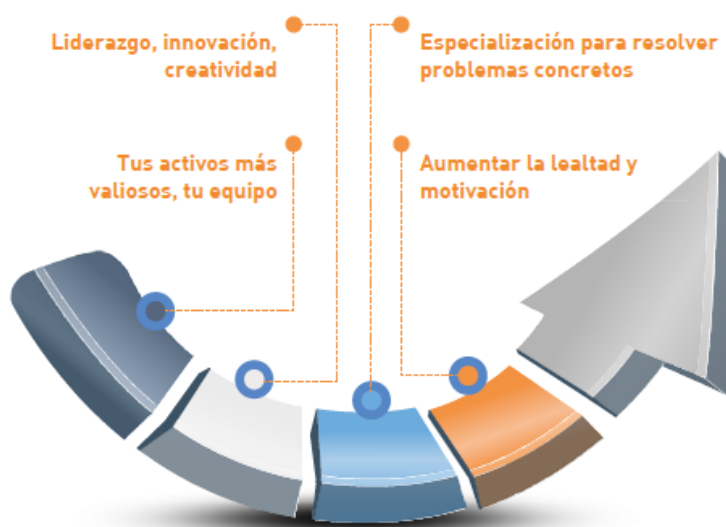 Liderazgo, innovación,
creatividad
Especialización para resolver
problemas concretos
Tus activos más
valiosos, tu equipo
Aumentar la lealtad y
motivación